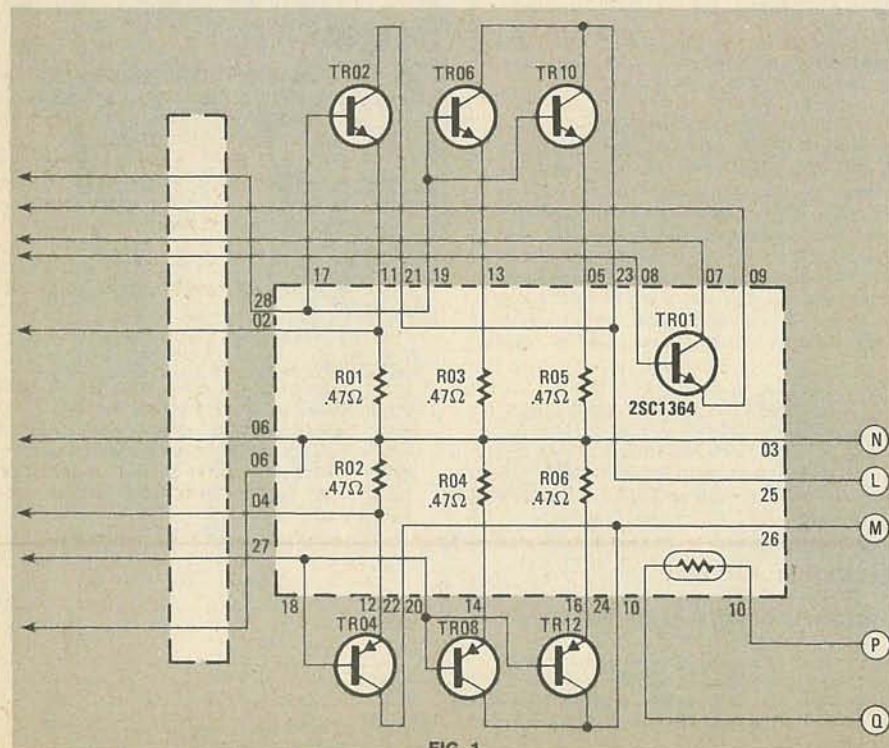 TR02 TR06 TR10
17 11 21 19 13 05 23 08 07 09
28
02
TR01
R01
.47Ω
R03
.47Ω
R05
.47Ω
2SC1364
06
03
N
06
R02
.47Ω
R04
.47Ω
R06
.47Ω
L
25
04
M
26
27
18 12 22 20 14 16 24 10 10
TR04 TR08 TR12
P
Q
FIG. 1